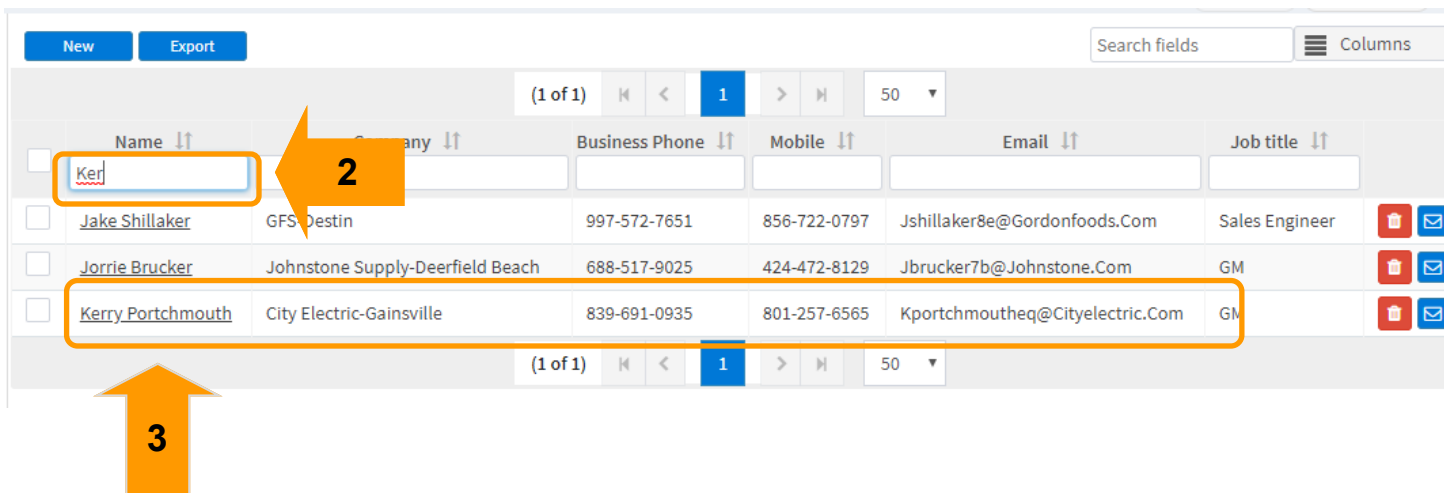 New Export Search fields Columns
(1 of 1) 1 50
Name Business Phone Mobile Email Job title
Ker
2
Jake Shillaker GFS-Destin 997-572-7651 856-722-0797 Jshillaker8e@Gordonfoods.Com Sales Engineer
Jorrie Brucker Johnstone Supply-Deerfield Beach 688-517-9025 424-472-8129 Jbrucker7b@Johnstone.Com GM
Kerry Portchmouth City Electric-Gainsville 839-691-0935 801-257-6565 Kportchmoutheq@Cityelectric.Com GM
(1 of 1) 1 50
3